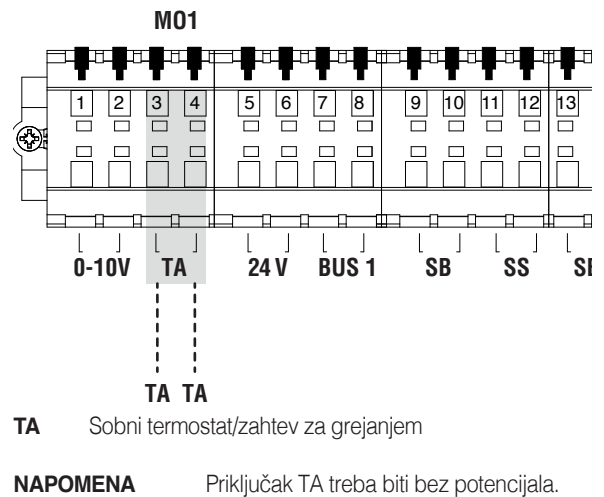 M01
1 2 3 4 5 6 7 8 9 10 11 12 13
0-10V TA 24 V BUS 1 SB SS
TA TA
TA Sobni termostat/zahtev za grejanjem
NAPOMENA Priključak TA treba biti bez potencijala.